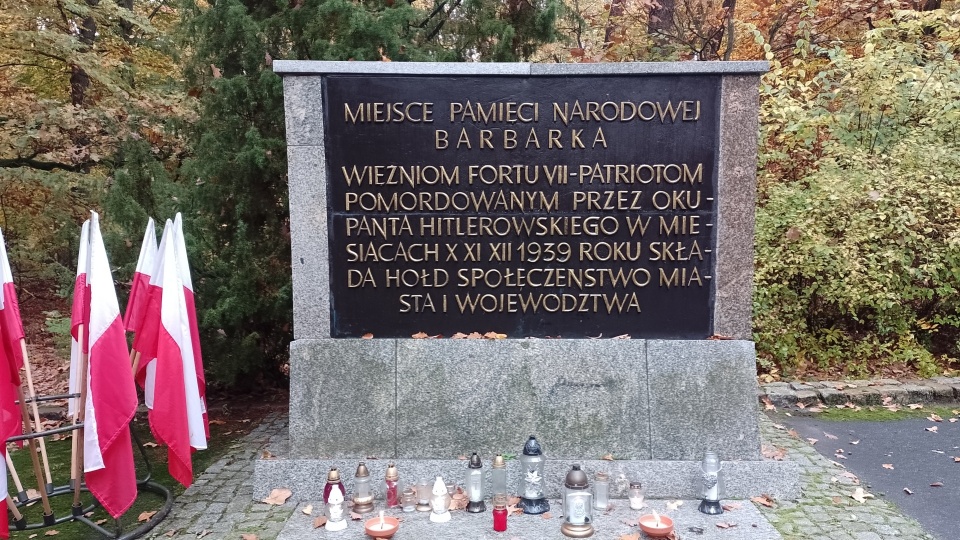 MIEJSCE PAMIĘCI NARODOWEJ
BARBARKA
WIĘŹNIOM FORTU VII-PATRIOTOM
POMORDOWANYM PRZEZ OKU-
PANTA HITLEROWSKIEGO W MIE-
SIACACH X XI XII 1939 ROKU SKŁA-
DA HOŁD SPOŁECZEŃSTWO MIA-
STA I WOJEWÓDZTWA